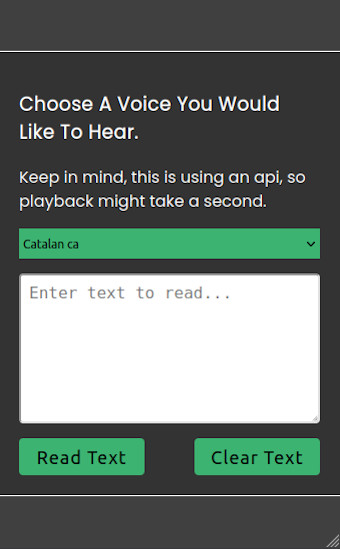 Choose A Voice You Would
Like To Hear.
Keep in mind, this is using an api, so
playback might take a second.
Catalan ca
Enter text to read...
Read Text
Clear Text